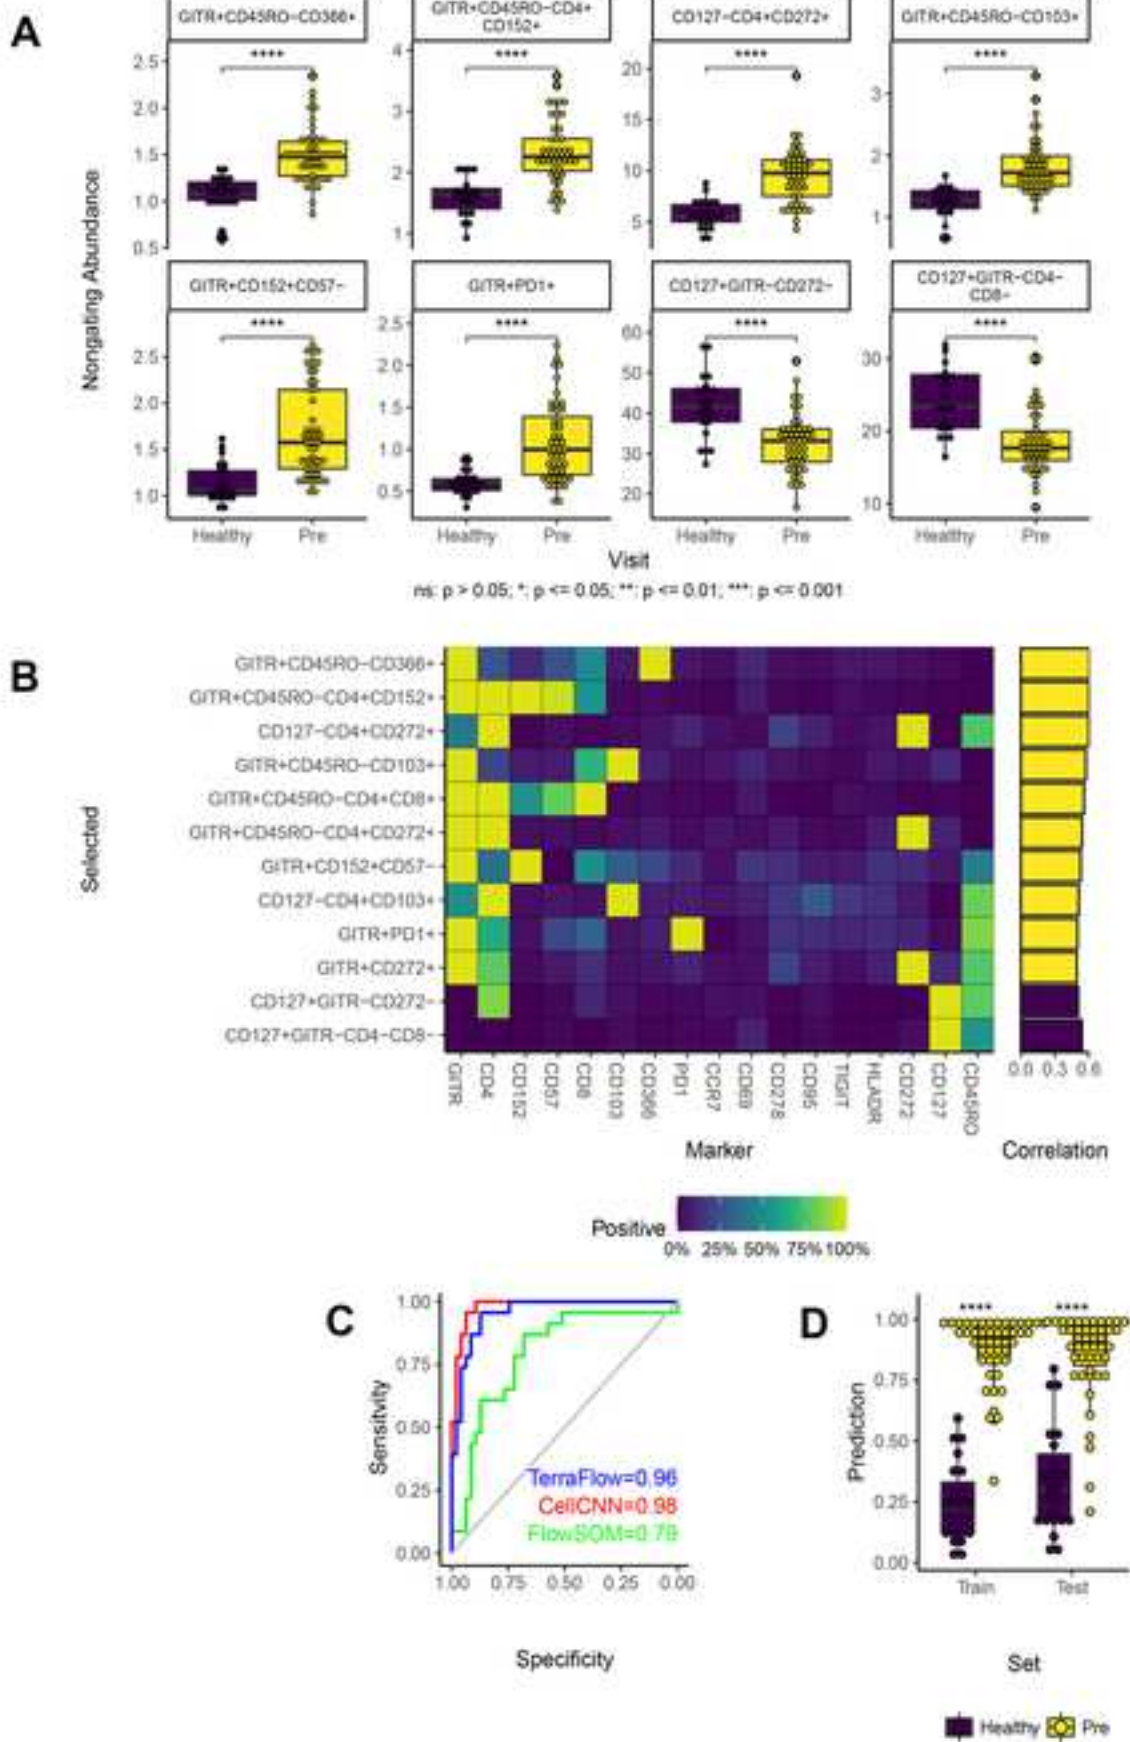 A
GITR+CD45RO−CD366+
GITR+CD45RO−CD4+
CD152+
CD127−CD4+CD272+
GITR+CD45RO−CD103+
****
****
****
****
2.5
2.0
1.5
1.0
0.5
4
3
2
1
20
15
10
5
3
2
1
Nongating Abundance
GITR+CD152+CD57−
GITR+PD1+
CD127+GITR−CD272−
CD127+GITR−CD4−
CD8−
****
****
****
****
2.5
2.0
1.5
1.0
2.5
2.0
1.5
1.0
0.5
60
50
40
30
20
30
20
10
Healthy Pre
Healthy Pre
Healthy Pre
Healthy Pre
Visit
ns: p > 0.05; *: p <= 0.05; **: p <= 0.01; ***: p <= 0.001
B
Selected
GITR+CD45RO−CD366+
GITR+CD45RO−CD4+CD152+
CD127−CD4+CD272+
GITR+CD45RO−CD103+
GITR+CD45RO−CD4+CD8+
GITR+CD45RO−CD4+CD272+
GITR+CD152+CD57−
CD127−CD4+CD103+
GITR+PD1+
GITR+CD272+
CD127+GITR−CD272−
CD127+GITR−CD4−CD8−
GITR
CD4
CD152
CD57
CD8
CD103
CD366
PD1
CCR7
CD69
CD278
CD95
TIGIT
HLADR
CD272
CD127
CD45RO
0.0 0.3 0.6
Marker
Correlation
Positive
0% 25% 50% 75% 100%
C
1.00
0.75
0.50
0.25
0.00
Sensitvity
TerraFlow=0.96
CellCNN=0.98
FlowSOM=0.79
1.00 0.75 0.50 0.25 0.00
Specificity
D
**** ****
1.00
0.75
0.50
0.25
0.00
Prediction
Train Test
Set
Healthy Pre